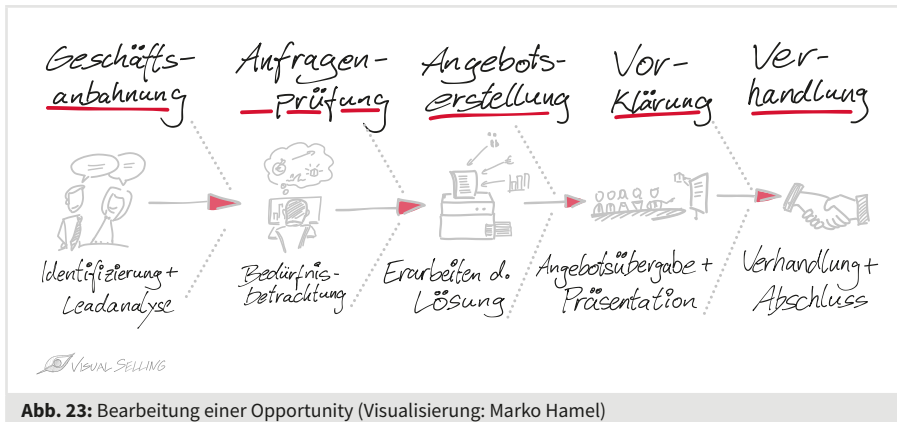 Geschäfts-
anbahnung
Anfragen-
Prüfung
Angebots-
erstellung
Vor-
Klärung
Ver-
handlung
Identifizierung +
Leadanalyse
Bedürfnis-
betrachtung
Erarbeiten d.
Lösung
Angebotsübergabe +
Präsentation
Verhandlung +
Abschluss
VISUAL SELLING
Abb. 23: Bearbeitung einer Opportunity (Visualisierung: Marko Hamel)